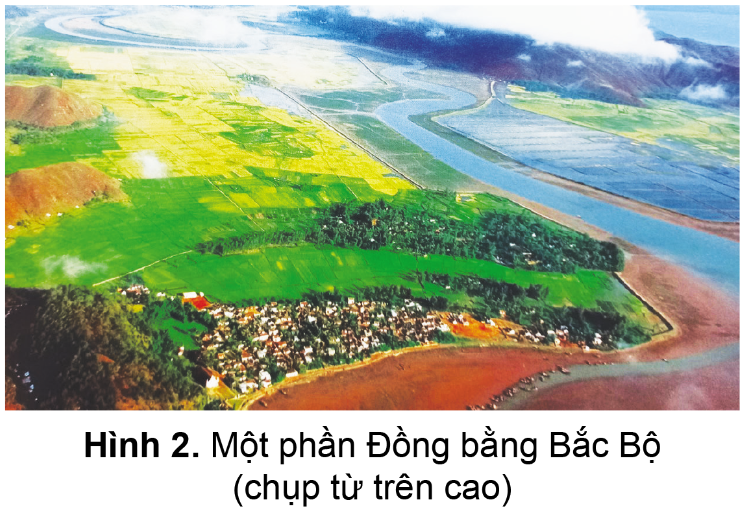 Hình 2. Một phần Đồng bằng Bắc Bộ
(chụp từ trên cao)